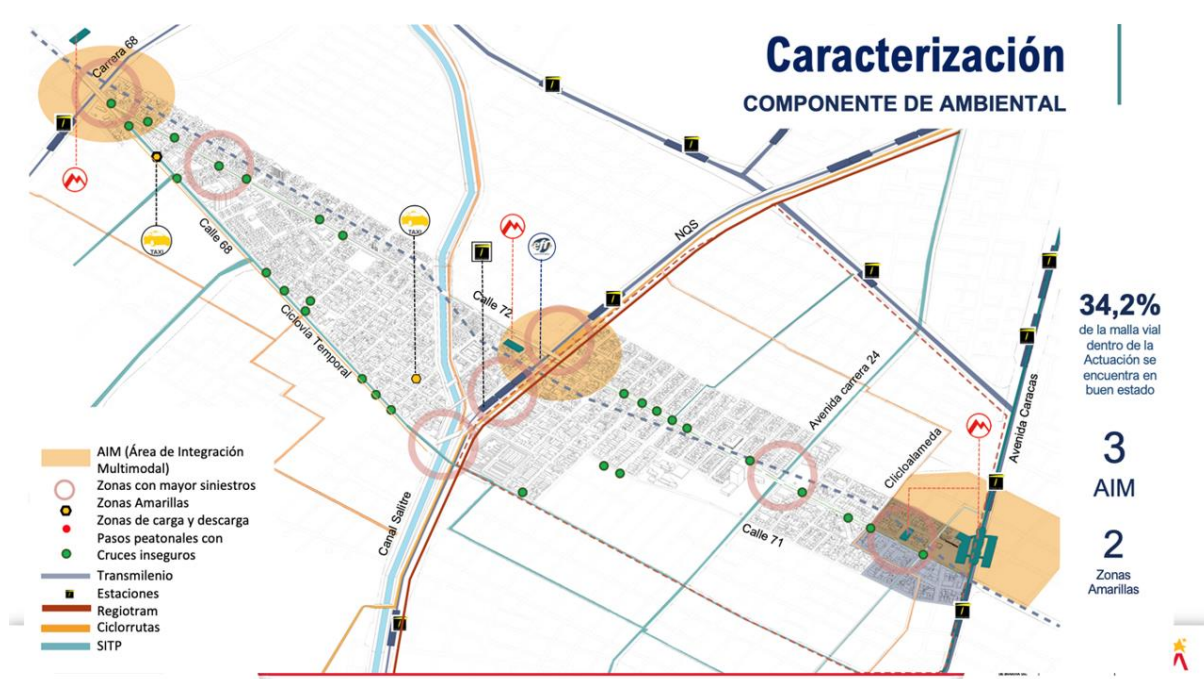 Caracterización
COMPONENTE DE AMBIENTAL
Carrera 68
TAXI
TAXI
Calle 68
NQS
Calle 72
Ciclovía Temporal
34,2%
de la malla vial
dentro de la
Actuación se
encuentra en
buen estado
Avenida carrera 24
Avenida Caracas
Clicloalameda
3
AIM
Canal Salitre
Calle 71
2
Zonas
Amarillas
AIM (Área de Integración
Multimodal)
Zonas con mayor siniestros
Zonas Amarillas
Zonas de carga y descarga
Pasos peatonales con
Cruces inseguros
Transmilenio
Estaciones
Regiotram
Ciclorrutas
SITP